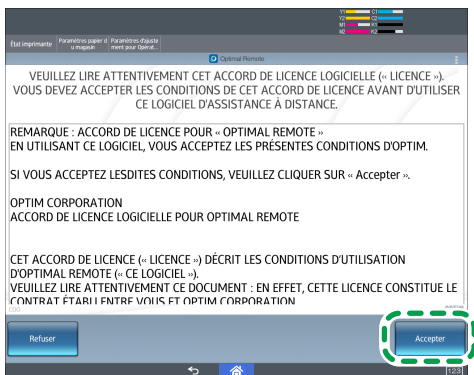 Y1 C1
Y2 C2
M1 K1
M2 K2
État imprimante
Paramètres papier d
u magasin
Paramètres d'ajuste
ment pour Opérat...
Optimal Remote
VEUILLEZ LIRE ATTENTIVEMENT CET ACCORD DE LICENCE LOGICIELLE (« LICENCE »).
VOUS DEVEZ ACCEPTER LES CONDITIONS DE CET ACCORD DE LICENCE AVANT D'UTILISER
CE LOGICIEL D'ASSISTANCE À DISTANCE.
REMARQUE : ACCORD DE LICENCE POUR « OPTIMAL REMOTE »
EN UTILISANT CE LOGICIEL, VOUS ACCEPTEZ LES PRÉSENTES CONDITIONS D'OPTIM.
SI VOUS ACCEPTEZ LESDITES CONDITIONS, VEUILLEZ CLIQUER SUR « Accepter ».
OPTIM CORPORATION
ACCORD DE LICENCE LOGICIELLE POUR OPTIMAL REMOTE
CET ACCORD DE LICENCE (« LICENCE ») DÉCRIT LES CONDITIONS D'UTILISATION
D'OPTIMAL REMOTE (« CE LOGICIEL »).
VEUILLEZ LIRE ATTENTIVEMENT CE DOCUMENT : EN EFFET, CETTE LICENCE CONSTITUE LE
CONTRAT ÉTABLI ENTRE VOUS ET OPTIM CORPORATION
Refuser
Accepter
123